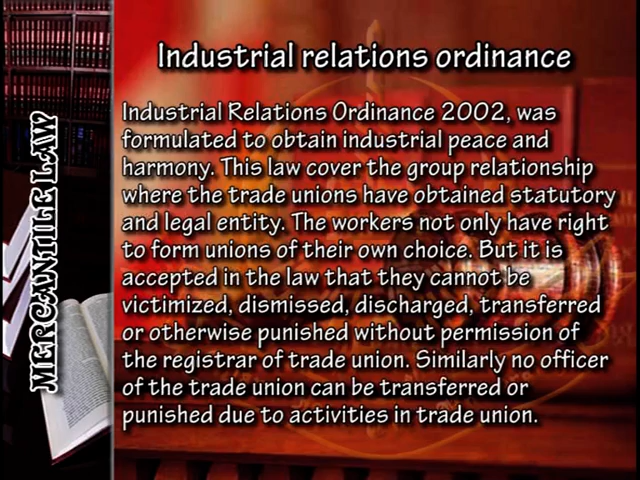 Industrial relations ordinance
Industrial Relations Ordinance 2002, was
formulated to obtain industrial peace and
harmony. This law cover the group relationship
where the trade unions have obtained statutory
and legal entity. The workers not only have right
to form unions of their own choice. But it is
accepted in the law that they cannot be
victimized, dismissed, discharged, transferred
or otherwise punished without permission of
the registrar of trade union. Similarly no officer
of the trade union can be transferred or
punished due to activities in trade union.
MERCANTILE LAW